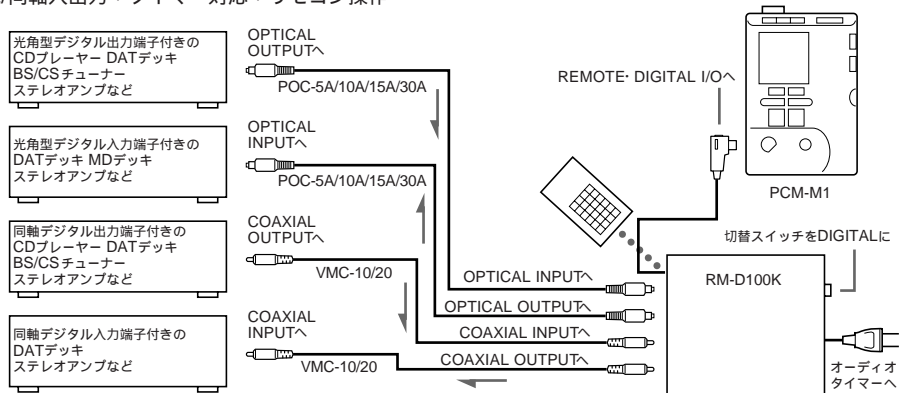 同軸入出力・タイマー対応・リモコン操作
光角型デジタル出力端子付きの
CDプレーヤー DATデッキ
BS/CSチューナー
ステレオアンプなど
OPTICAL
OUTPUTへ
POC-5A/10A/15A/30A
光角型デジタル入力端子付きの
DATデッキ MDデッキ
ステレオアンプなど
OPTICAL
INPUTへ
POC-5A/10A/15A/30A
同軸デジタル出力端子付きの
CDプレーヤー DATデッキ
BS/CSチューナー
ステレオアンプなど
COAXIAL
OUTPUTへ
VMC-10/20
同軸デジタル入力端子付きの
DATデッキ
ステレオアンプなど
COAXIAL
INPUTへ
VMC-10/20
REMOTE・DIGITAL I/Oへ
PCM-M1
切替スイッチをDIGITALに
RM-D100K
OPTICAL INPUTへ
OPTICAL OUTPUTへ
COAXIAL INPUTへ
COAXIAL OUTPUTへ
オーディオ
タイマーへ